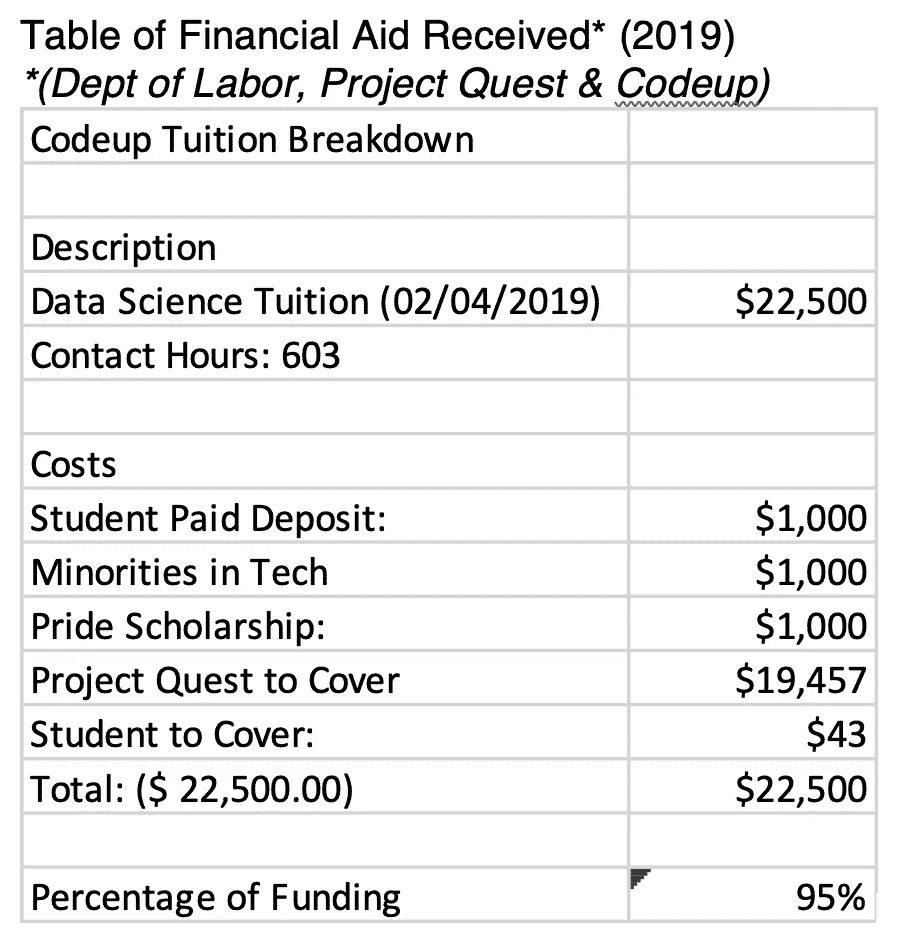 Table of Financial Aid Received* (2019)
*(Dept of Labor, Project Quest & Codeup)
Codeup Tuition Breakdown
Description
Data Science Tuition (02/04/2019) $22,500
Contact Hours: 603
Costs
Student Paid Deposit: $1,000
Minorities in Tech $1,000
Pride Scholarship: $1,000
Project Quest to Cover $19,457
Student to Cover: $43
Total: ($ 22,500.00) $22,500
Percentage of Funding 95%